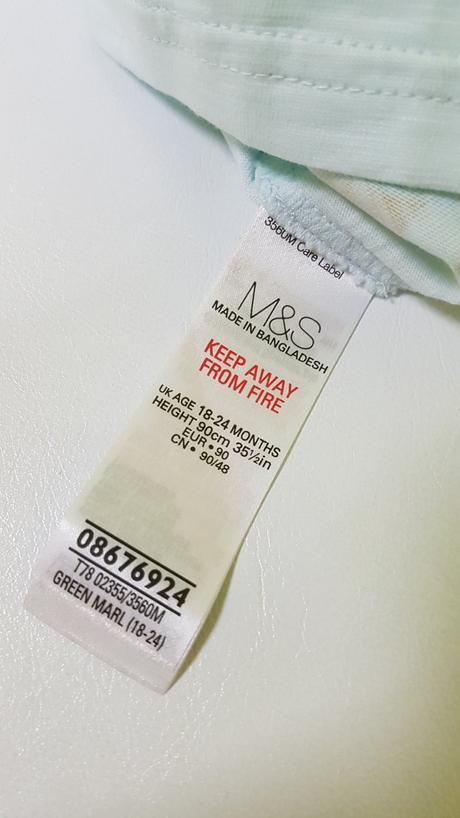 3560M Care Label
M&S
MADE IN BANGLADESH
KEEP AWAY
FROM FIRE
UK AGE 18-24 MONTHS
HEIGHT 90cm 35½in
EUR • 90
CN • 90/48
08676924
T78 02355/3560M
GREEN MARL (18-24)